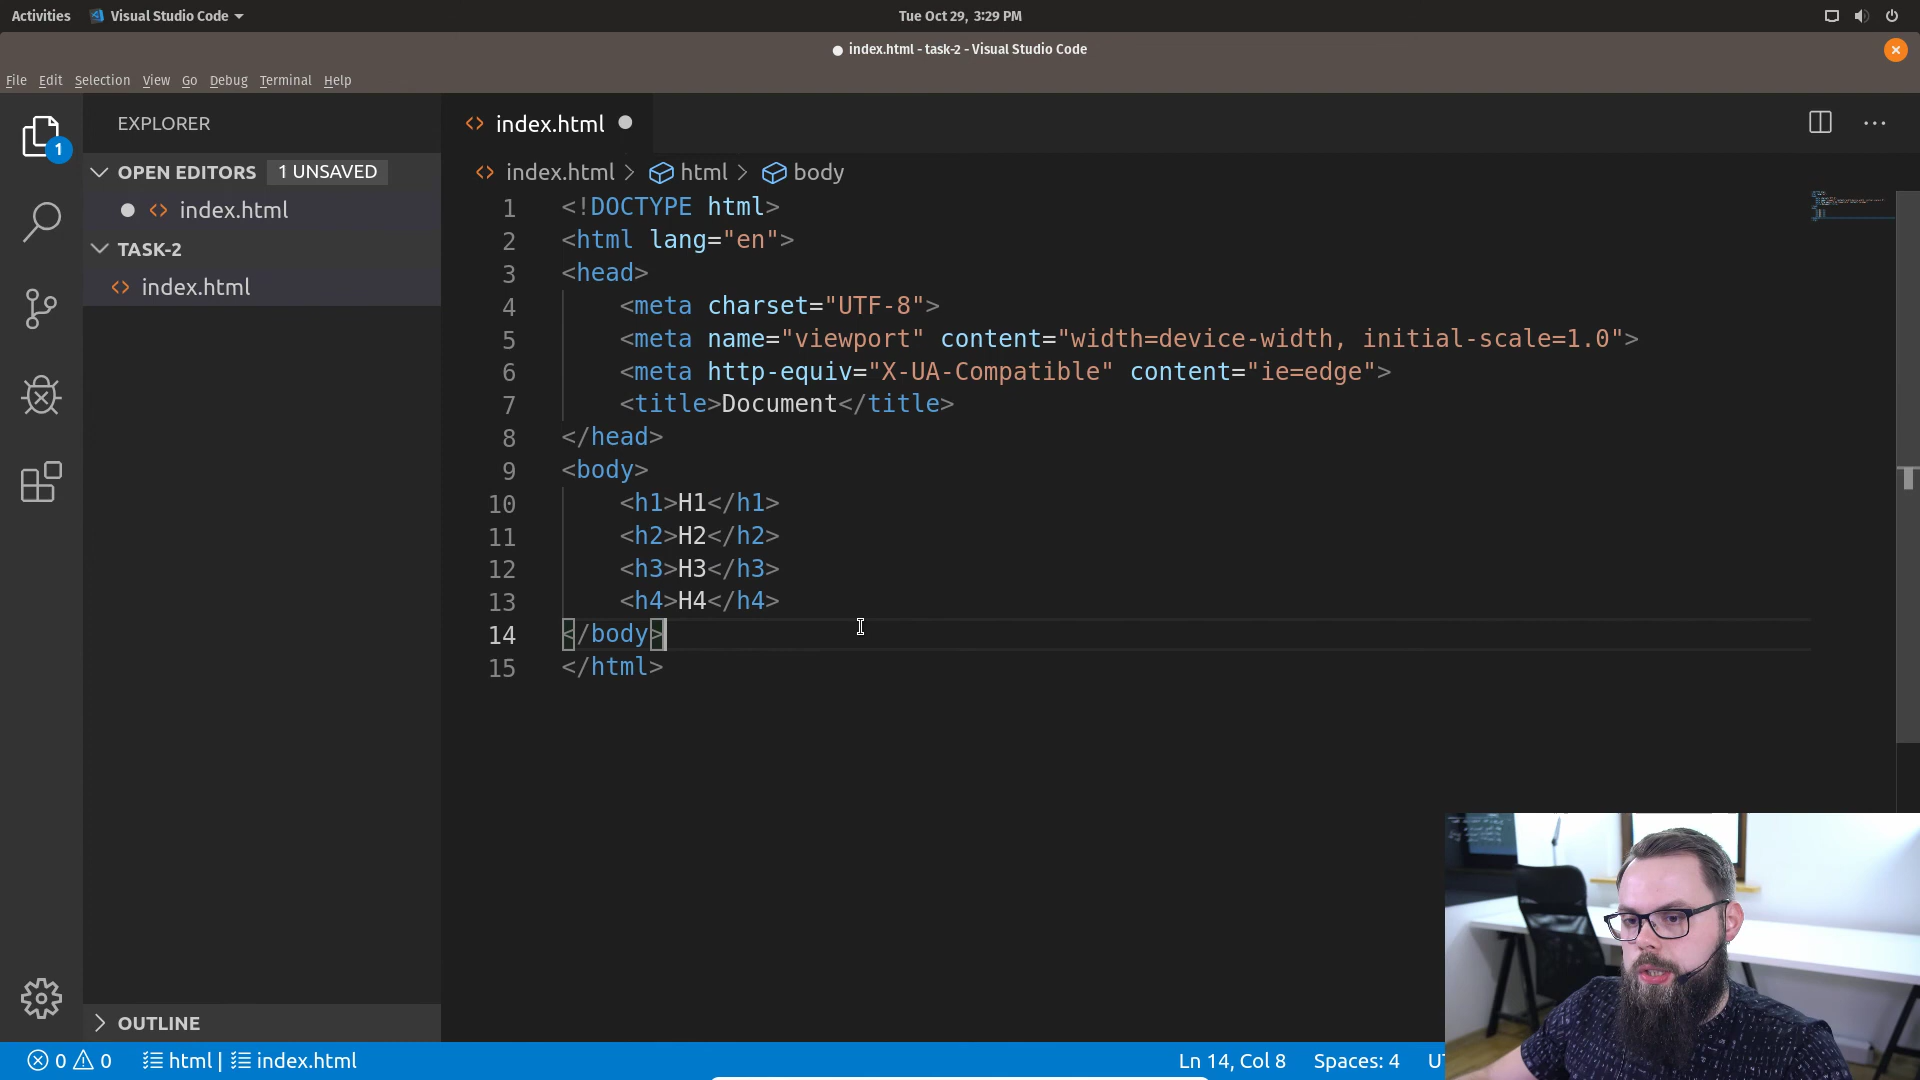 Activities Visual Studio Code Tue Oct 29, 3:29 PM
● index.html - task-2 - Visual Studio Code
File Edit Selection View Go Debug Terminal Help
EXPLORER
OPEN EDITORS 1 UNSAVED
index.html
TASK-2
index.html
OUTLINE
1
index.html
index.html > html > body
1 <!DOCTYPE html>
2 <html lang="en">
3 <head>
4 <meta charset="UTF-8">
5 <meta name="viewport" content="width=device-width, initial-scale=1.0">
6 <meta http-equiv="X-UA-Compatible" content="ie=edge">
7 <title>Document</title>
8 </head>
9 <body>
10 <h1>H1</h1>
11 <h2>H2</h2>
12 <h3>H3</h3>
13 <h4>H4</h4>
14 </body>
15 </html>
0 0 html | index.html Ln 14, Col 8 Spaces: 4